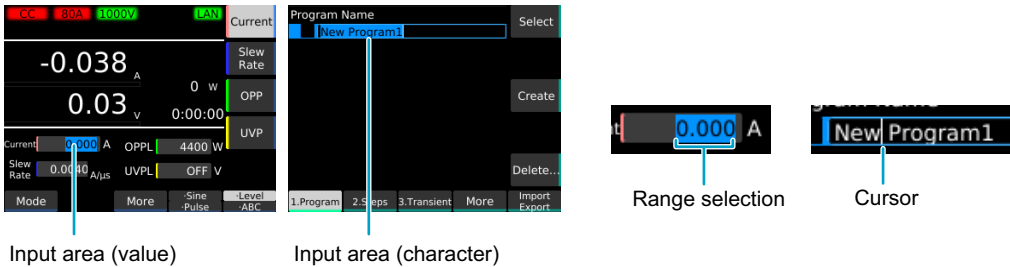 CC 80A 1000V LAN
Current
-0.038 A
Slew
Rate
0 W
OPP
0.03 V
0:00:00
UVP
Current 0.000 A OPPL 4400 W
Slew
Rate 0.0040 A/µs UVPL OFF V
Mode More ·Sine
·Pulse
·Level
·ABC
Program Name
New Program1
Select
Create
Delete...
1.Program 2.Steps 3.Transient More Import
Export
Input area (value)
Input area (character)
0.000 A
Range selection
New Program1
Cursor